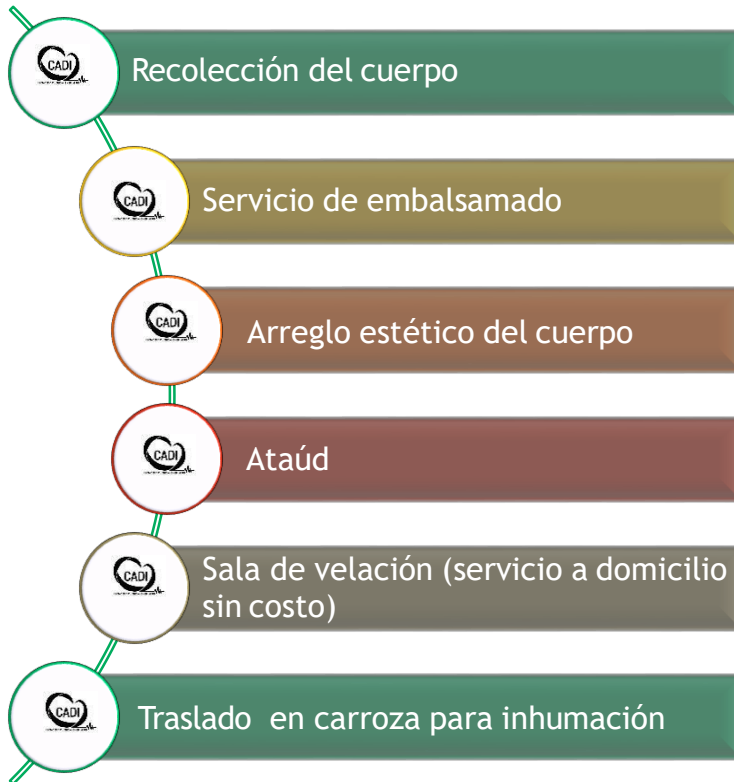 CADI
Recolección del cuerpo
CADI
Servicio de embalsamado
CADI
Arreglo estético del cuerpo
CADI
Ataúd
CADI
Sala de velación (servicio a domicilio
sin costo)
CADI
Traslado en carroza para inhumación